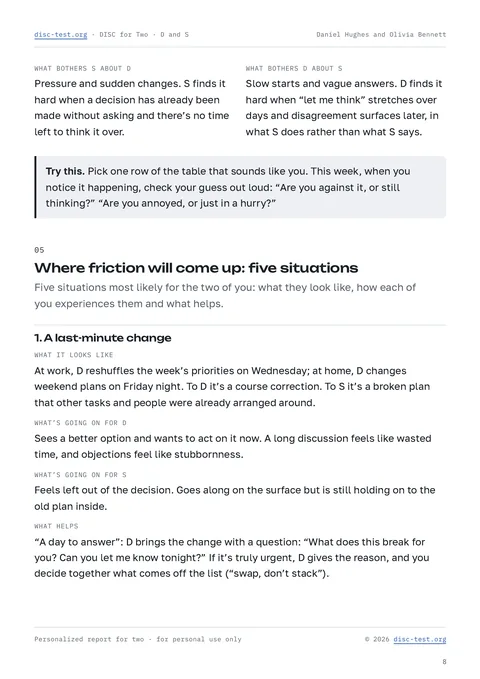 disc-test.org · DISC for Two · D and S
Daniel Hughes and Olivia Bennett
WHAT BOTHERS S ABOUT D
Pressure and sudden changes. S finds it
hard when a decision has already been
made without asking and there's no time
left to think it over.
WHAT BOTHERS D ABOUT S
Slow starts and vague answers. D finds it
hard when “let me think” stretches over
days and disagreement surfaces later, in
what S does rather than what S says.
Try this. Pick one row of the table that sounds like you. This week, when you
notice it happening, check your guess out loud: “Are you against it, or still
thinking?” “Are you annoyed, or just in a hurry?”
05
Where friction will come up: five situations
Five situations most likely for the two of you: what they look like, how each of
you experiences them and what helps.
1. A last-minute change
WHAT IT LOOKS LIKE
At work, D reshuffles the week’s priorities on Wednesday; at home, D changes
weekend plans on Friday night. To D it’s a course correction. To S it’s a broken plan
that other tasks and people were already arranged around.
WHAT’S GOING ON FOR D
Sees a better option and wants to act on it now. A long discussion feels like wasted
time, and objections feel like stubbornness.
WHAT’S GOING ON FOR S
Feels left out of the decision. Goes along on the surface but is still holding on to the
old plan inside.
WHAT HELPS
“A day to answer”: D brings the change with a question: “What does this break for
you? Can you let me know tonight?” If it’s truly urgent, D gives the reason, and you
decide together what comes off the list (“swap, don’t stack”).
Personalized report for two · for personal use only
© 2026 disc-test.org
8